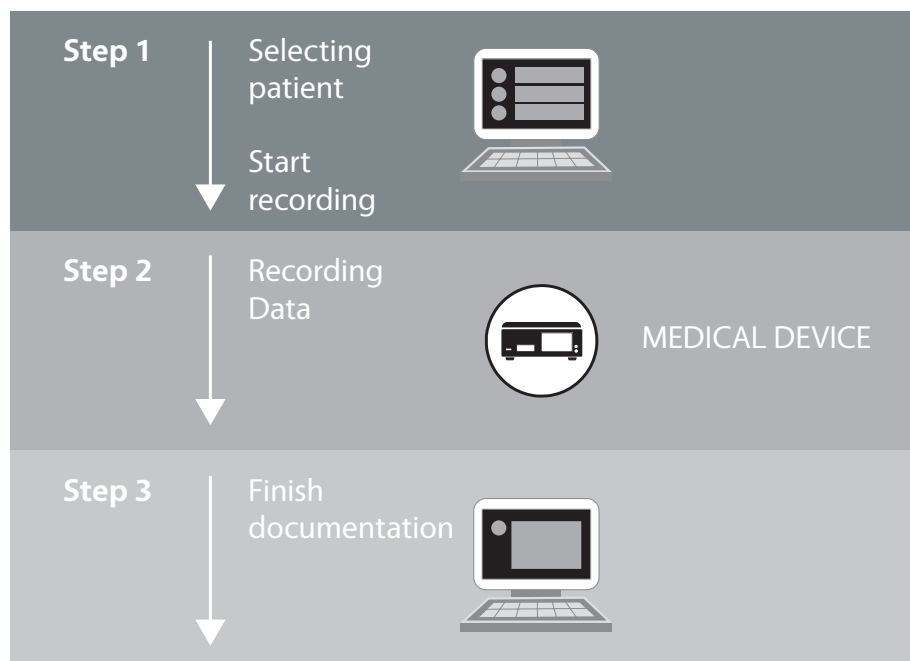 Step 1
Selecting
patient
Start
recording
Step 2
Recording
Data
MEDICAL DEVICE
Step 3
Finish
documentation